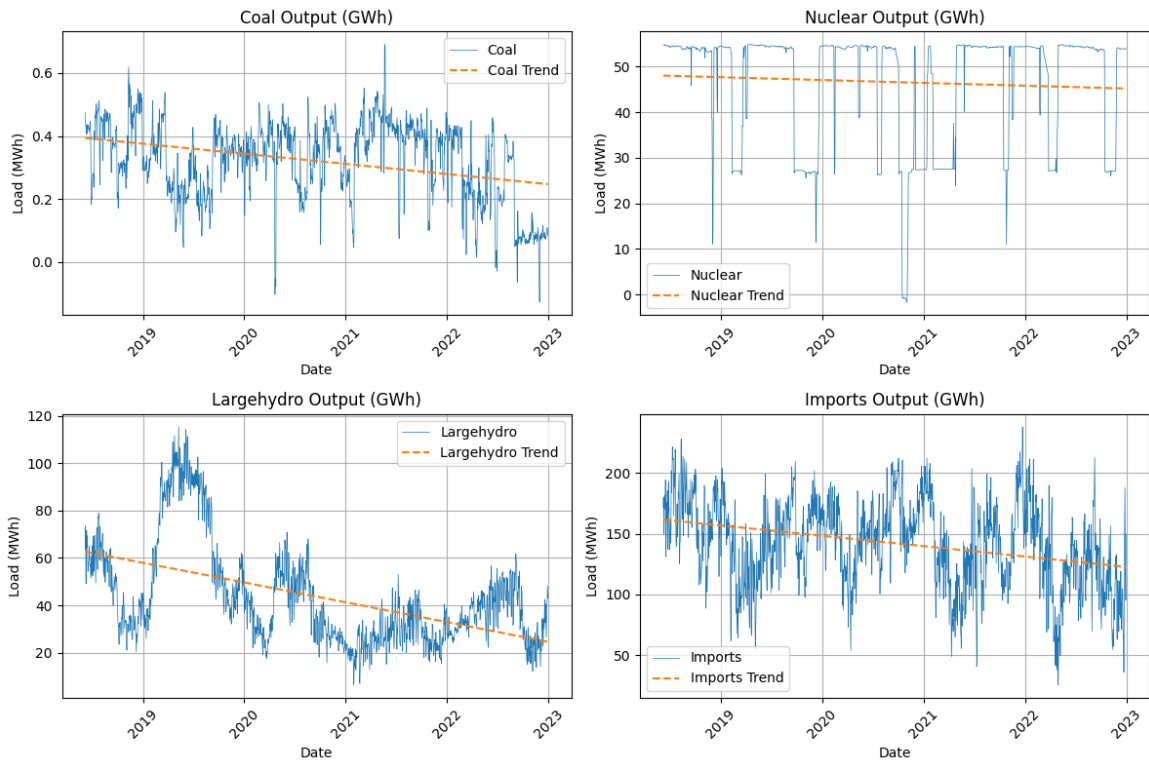 Coal Output (GWh)
Load (MWh)
0.6
0.4
0.2
0.0
Coal
Coal Trend
2019
2020
2021
2022
2023
Date
Nuclear Output (GWh)
Load (MWh)
50
40
30
20
10
0
Nuclear
Nuclear Trend
2019
2020
2021
2022
2023
Date
Largehydro Output (GWh)
Load (MWh)
120
100
80
60
40
20
Largehydro
Largehydro Trend
2019
2020
2021
2022
2023
Date
Imports Output (GWh)
Load (MWh)
200
150
100
50
Imports
Imports Trend
2019
2020
2021
2022
2023
Date